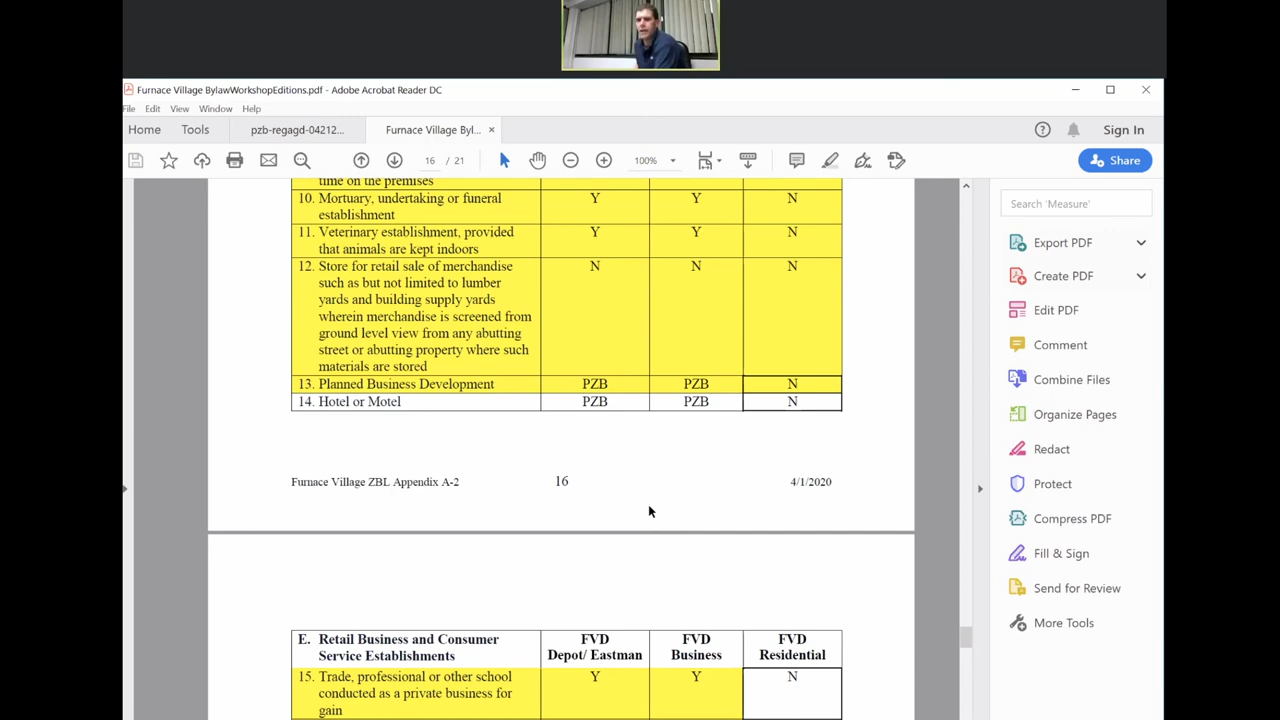 Furnace Village BylawWorkshopEditions.pdf - Adobe Acrobat Reader DC
File Edit View Window Help
Home Tools pzb-regagd-04212... Furnace Village Byl... Sign In
16 / 21 100% Share
time on the premises
10. Mortuary, undertaking or funeral Y Y N
establishment
11. Veterinary establishment, provided Y Y N
that animals are kept indoors
12. Store for retail sale of merchandise N N N
such as but not limited to lumber
yards and building supply yards
wherein merchandise is screened from
ground level view from any abutting
street or abutting property where such
materials are stored
13. Planned Business Development PZB PZB N
14. Hotel or Motel PZB PZB N
Furnace Village ZBL Appendix A-2 16 4/1/2020
E. Retail Business and Consumer FVD FVD FVD
Service Establishments Depot/ Eastman Business Residential
15. Trade, professional or other school Y Y N
conducted as a private business for
gain
Search 'Measure'
Export PDF
Create PDF
Edit PDF
Comment
Combine Files
Organize Pages
Redact
Protect
Compress PDF
Fill & Sign
Send for Review
More Tools